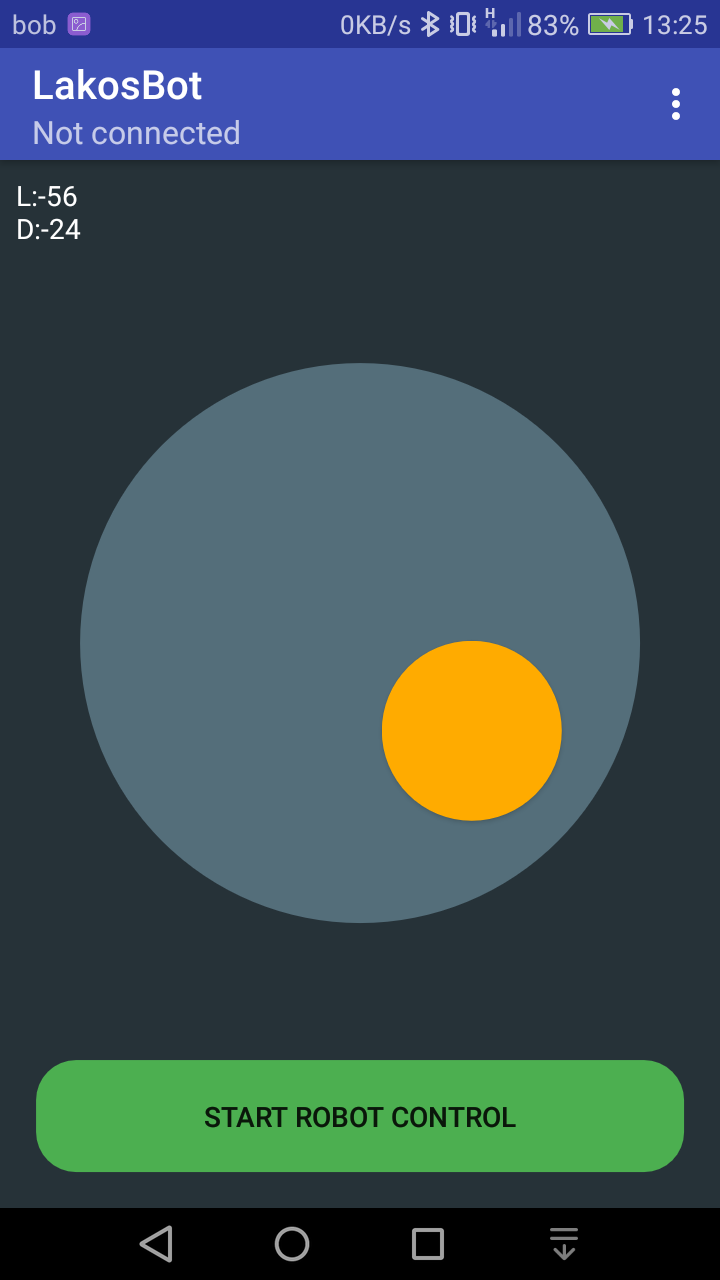 bob 0KB/s H 83% 13:25
LakosBot
Not connected
L:-56
D:-24
START ROBOT CONTROL